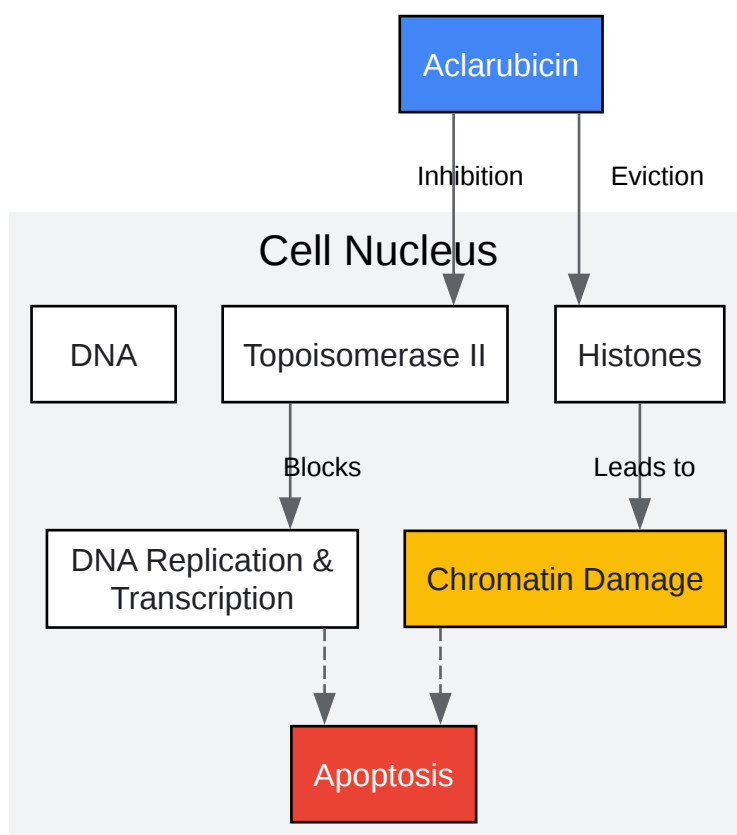 Aclarubicin
Inhibition
Eviction
Cell Nucleus
DNA
Topoisomerase II
Histones
Blocks
Leads to
DNA Replication &
Transcription
Chromatin Damage
Apoptosis